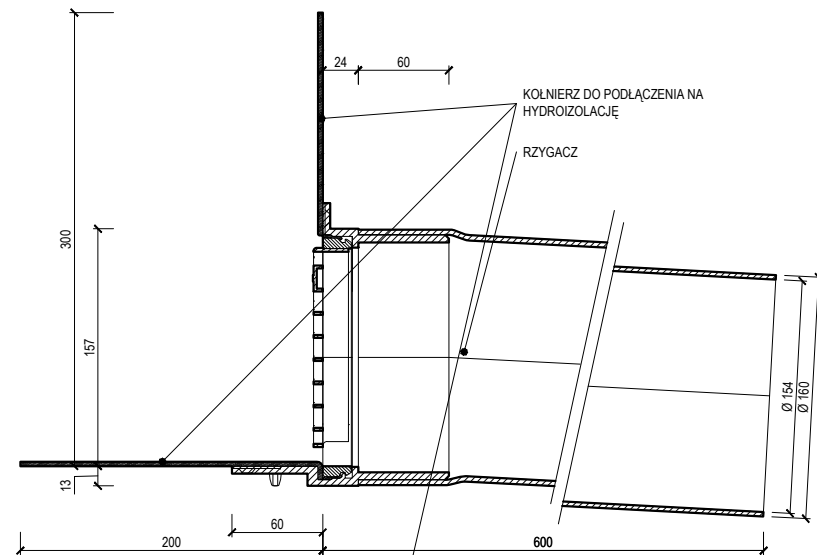 24
60
KOŁNIERZ DO PODŁĄCZENIA NA
HYDROIZOLACJĘ
RZYGACZ
300
157
13
Ø 154
Ø 160
60
200
600